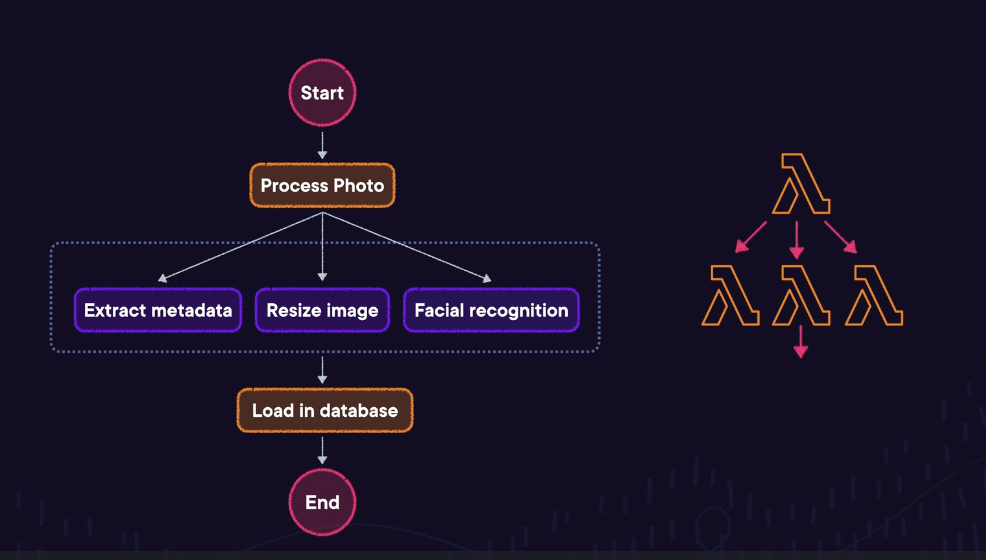 Start
Process Photo
Extract metadata
Resize image
Facial recognition
Load in database
End